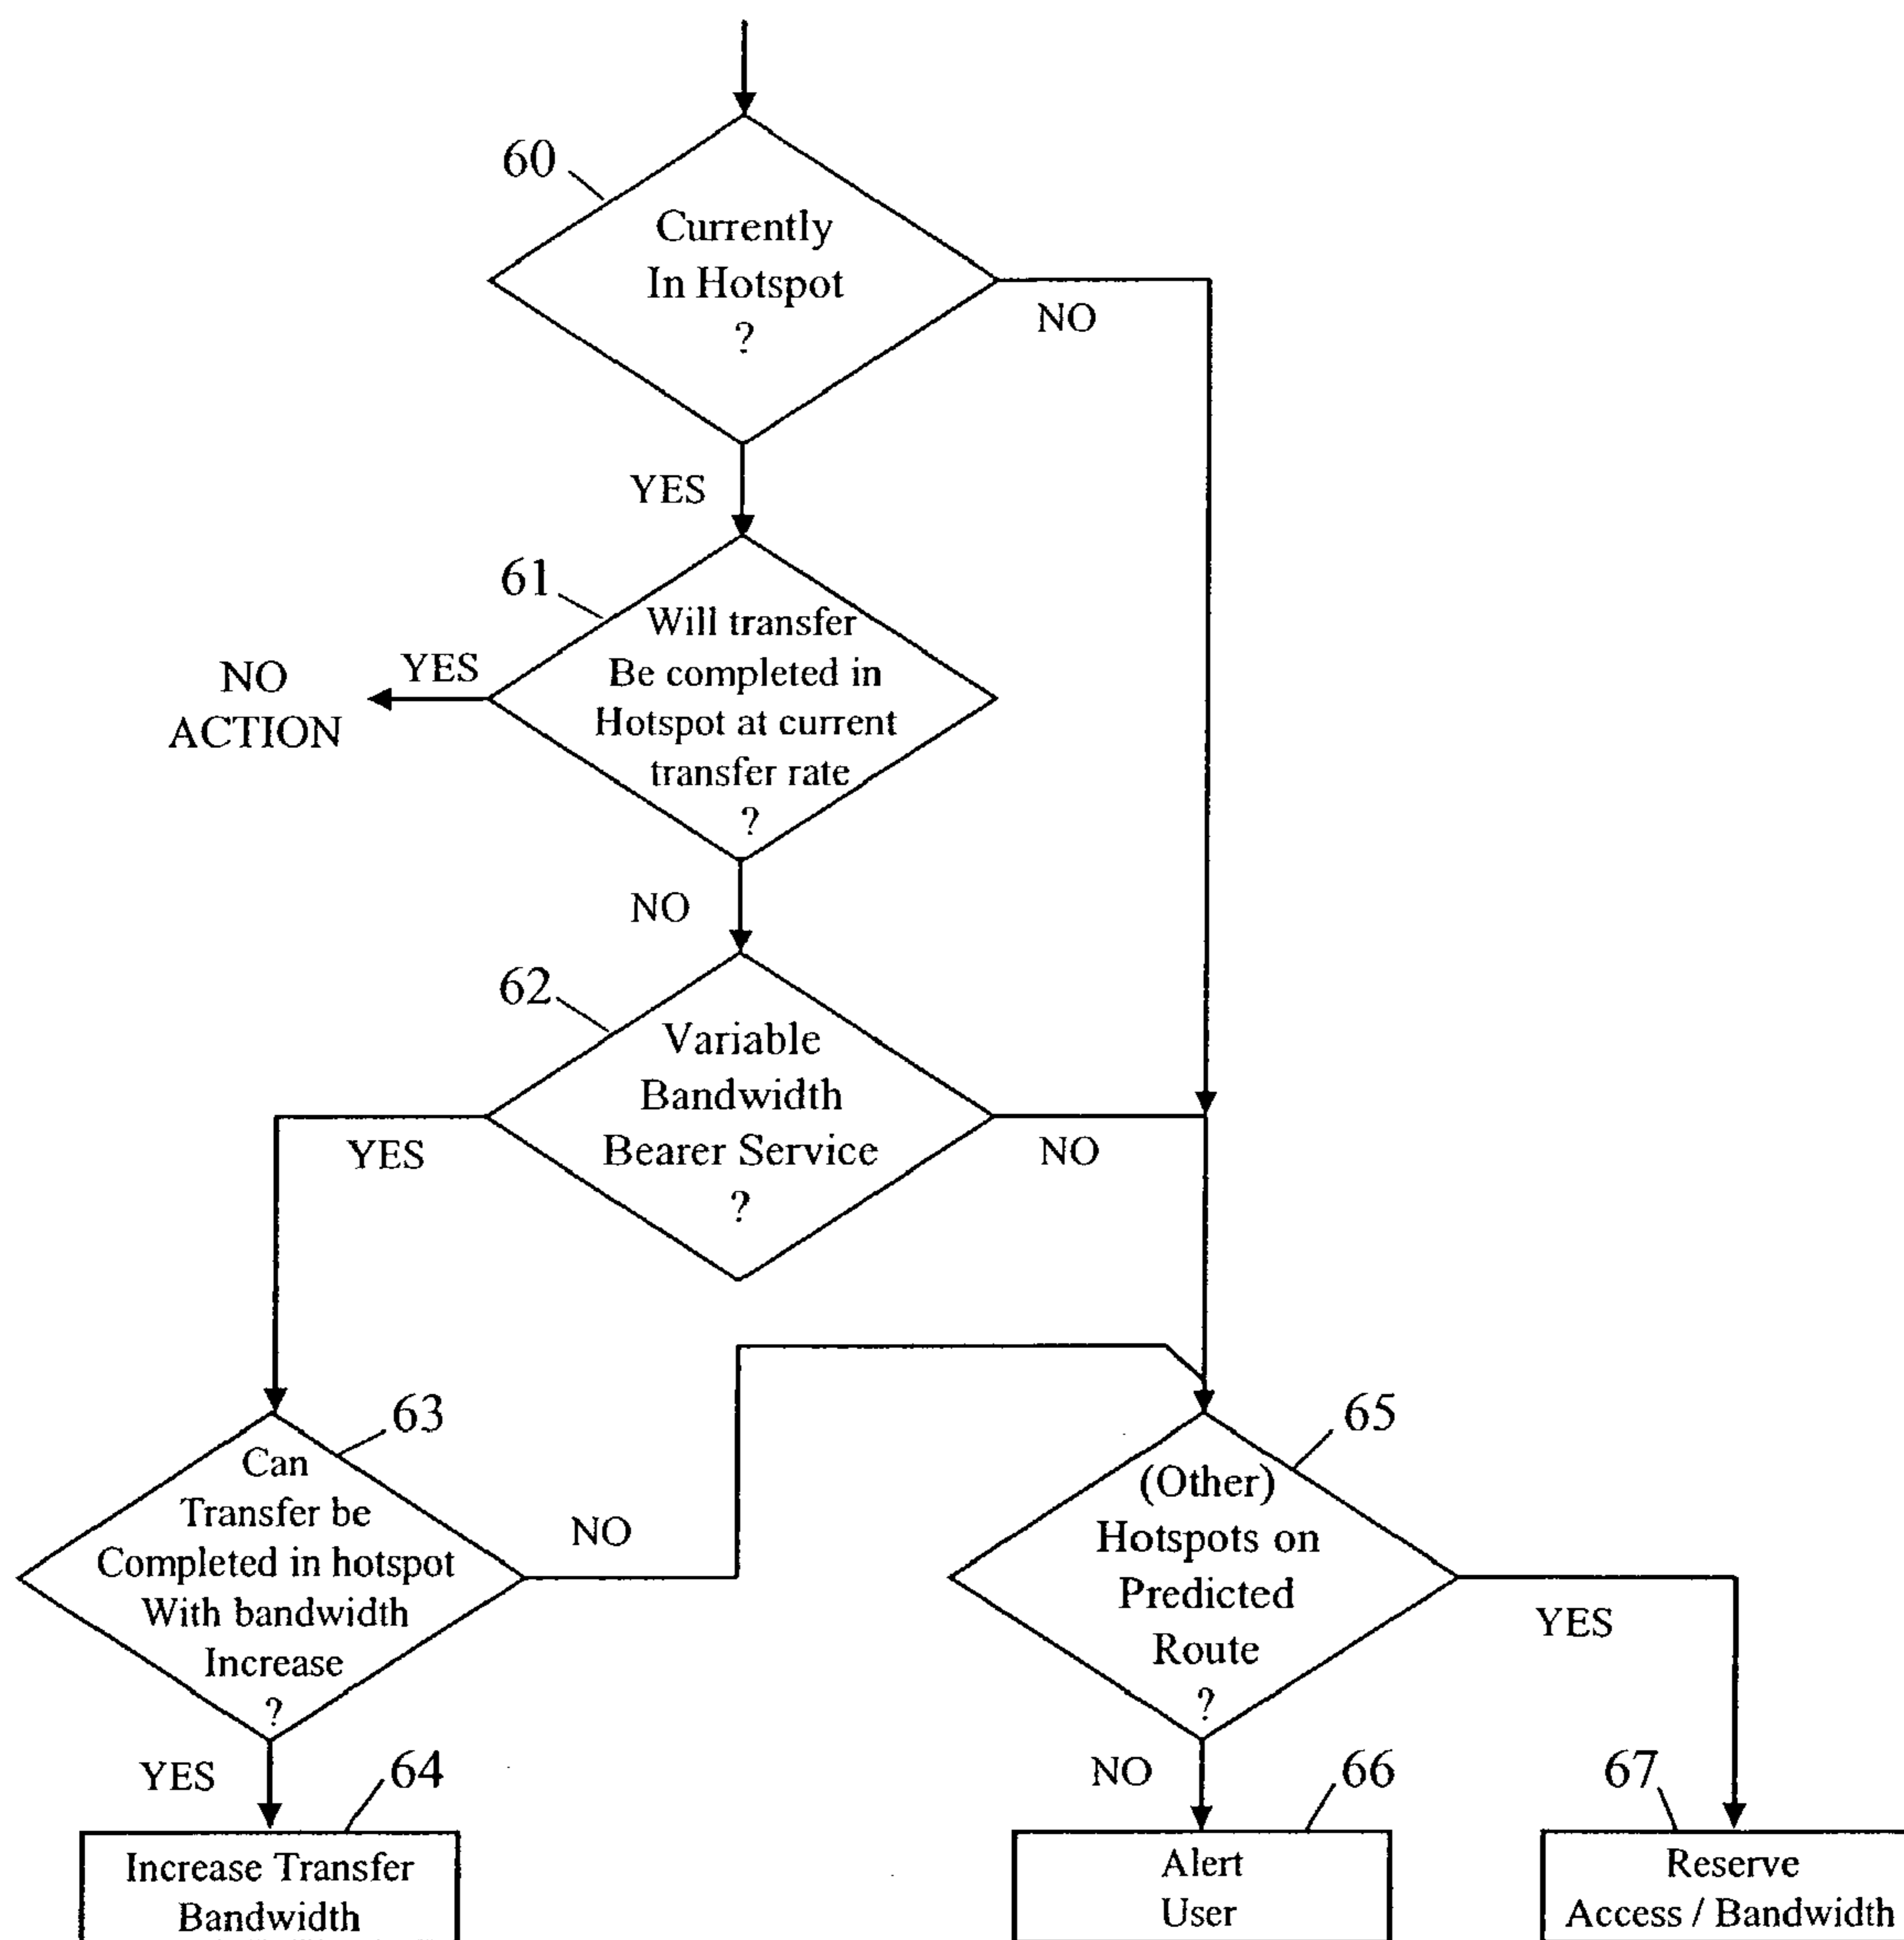 60
Currently
In Hotspot
?
NO
YES
61
Will transfer
Be completed in
Hotspot at current
transfer rate
?
YES
NO
ACTION
NO
62
Variable
Bandwidth
Bearer Service
?
YES
NO
63
Can
Transfer be
Completed in hotspot
With bandwidth
Increase
?
NO
65
(Other)
Hotspots on
Predicted
Route
?
YES
YES
64
Increase Transfer
Bandwidth
NO
66
Alert
User
67
Reserve
Access / Bandwidth